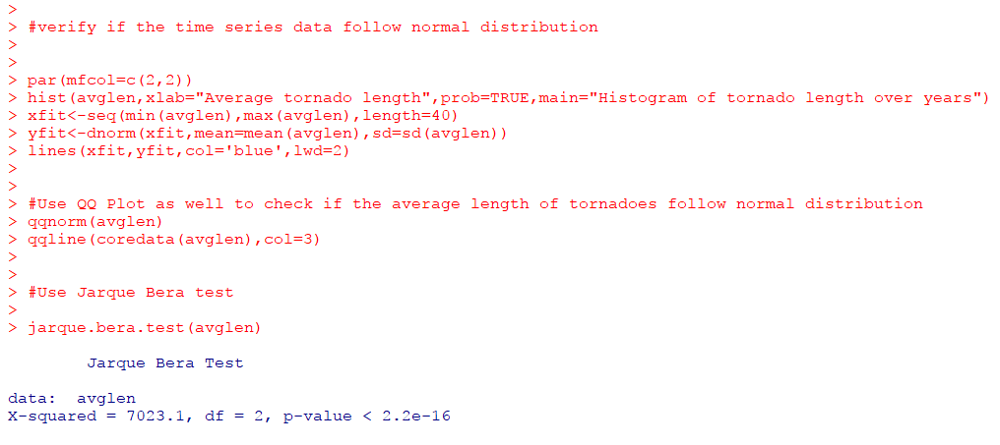 >
> #verify if the time series data follow normal distribution
>
>
> par(mfcol=c(2,2))
> hist(avglen,xlab="Average tornado length",prob=TRUE,main="Histogram of tornado length over years")
> xfit<-seq(min(avglen),max(avglen),length=40)
> yfit<-dnorm(xfit,mean=mean(avglen),sd=sd(avglen))
> lines(xfit,yfit,col='blue',lwd=2)
>
>
> #Use QQ Plot as well to check if the average length of tornadoes follow normal distribution
> qqnorm(avglen)
> qqline(coredata(avglen),col=3)
>
>
> #Use Jarque Bera test
>
> jarque.bera.test(avglen)
Jarque Bera Test
data:  avglen
X-squared = 7023.1, df = 2, p-value < 2.2e-16